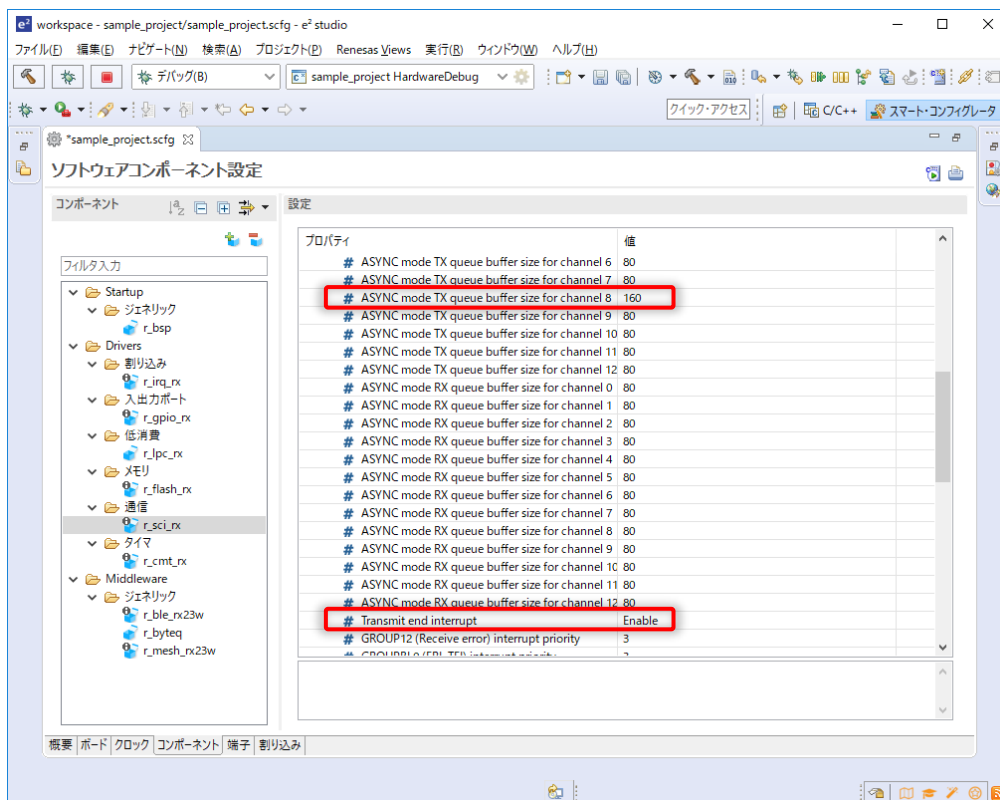 workspace - sample_project/sample_project.scfg - e² studio
ファイル(F) 編集(E) ナビゲート(N) 検索(A) プロジェクト(P) Renesas Views 実行(R) ウィンドウ(W) ヘルプ(H)
デバッグ(B) sample_project HardwareDebug
クイック・アクセス C/C++ スマート・コンフィグレータ
*sample_project.scfg
ソフトウェアコンポーネント設定
コンポーネント
設定
フィルタ入力
Startup
ジェネリック
r_bsp
Drivers
割り込み
r_irq_rx
入出力ポート
r_gpio_rx
低消費
r_lpc_rx
メモリ
r_flash_rx
通信
r_sci_rx
タイマ
r_cmt_rx
Middleware
ジェネリック
r_ble_rx23w
r_byteq
r_mesh_rx23w
プロパティ 値
# ASYNC mode TX queue buffer size for channel 6 80
# ASYNC mode TX queue buffer size for channel 7 80
# ASYNC mode TX queue buffer size for channel 8 160
# ASYNC mode TX queue buffer size for channel 9 80
# ASYNC mode TX queue buffer size for channel 10 80
# ASYNC mode TX queue buffer size for channel 11 80
# ASYNC mode TX queue buffer size for channel 12 80
# ASYNC mode RX queue buffer size for channel 0 80
# ASYNC mode RX queue buffer size for channel 1 80
# ASYNC mode RX queue buffer size for channel 2 80
# ASYNC mode RX queue buffer size for channel 3 80
# ASYNC mode RX queue buffer size for channel 4 80
# ASYNC mode RX queue buffer size for channel 5 80
# ASYNC mode RX queue buffer size for channel 6 80
# ASYNC mode RX queue buffer size for channel 7 80
# ASYNC mode RX queue buffer size for channel 8 80
# ASYNC mode RX queue buffer size for channel 9 80
# ASYNC mode RX queue buffer size for channel 10 80
# ASYNC mode RX queue buffer size for channel 11 80
# ASYNC mode RX queue buffer size for channel 12 80
# Transmit end interrupt Enable
# GROUP12 (Receive error) interrupt priority 3
概要 ボード クロック コンポーネント 端子 割り込み